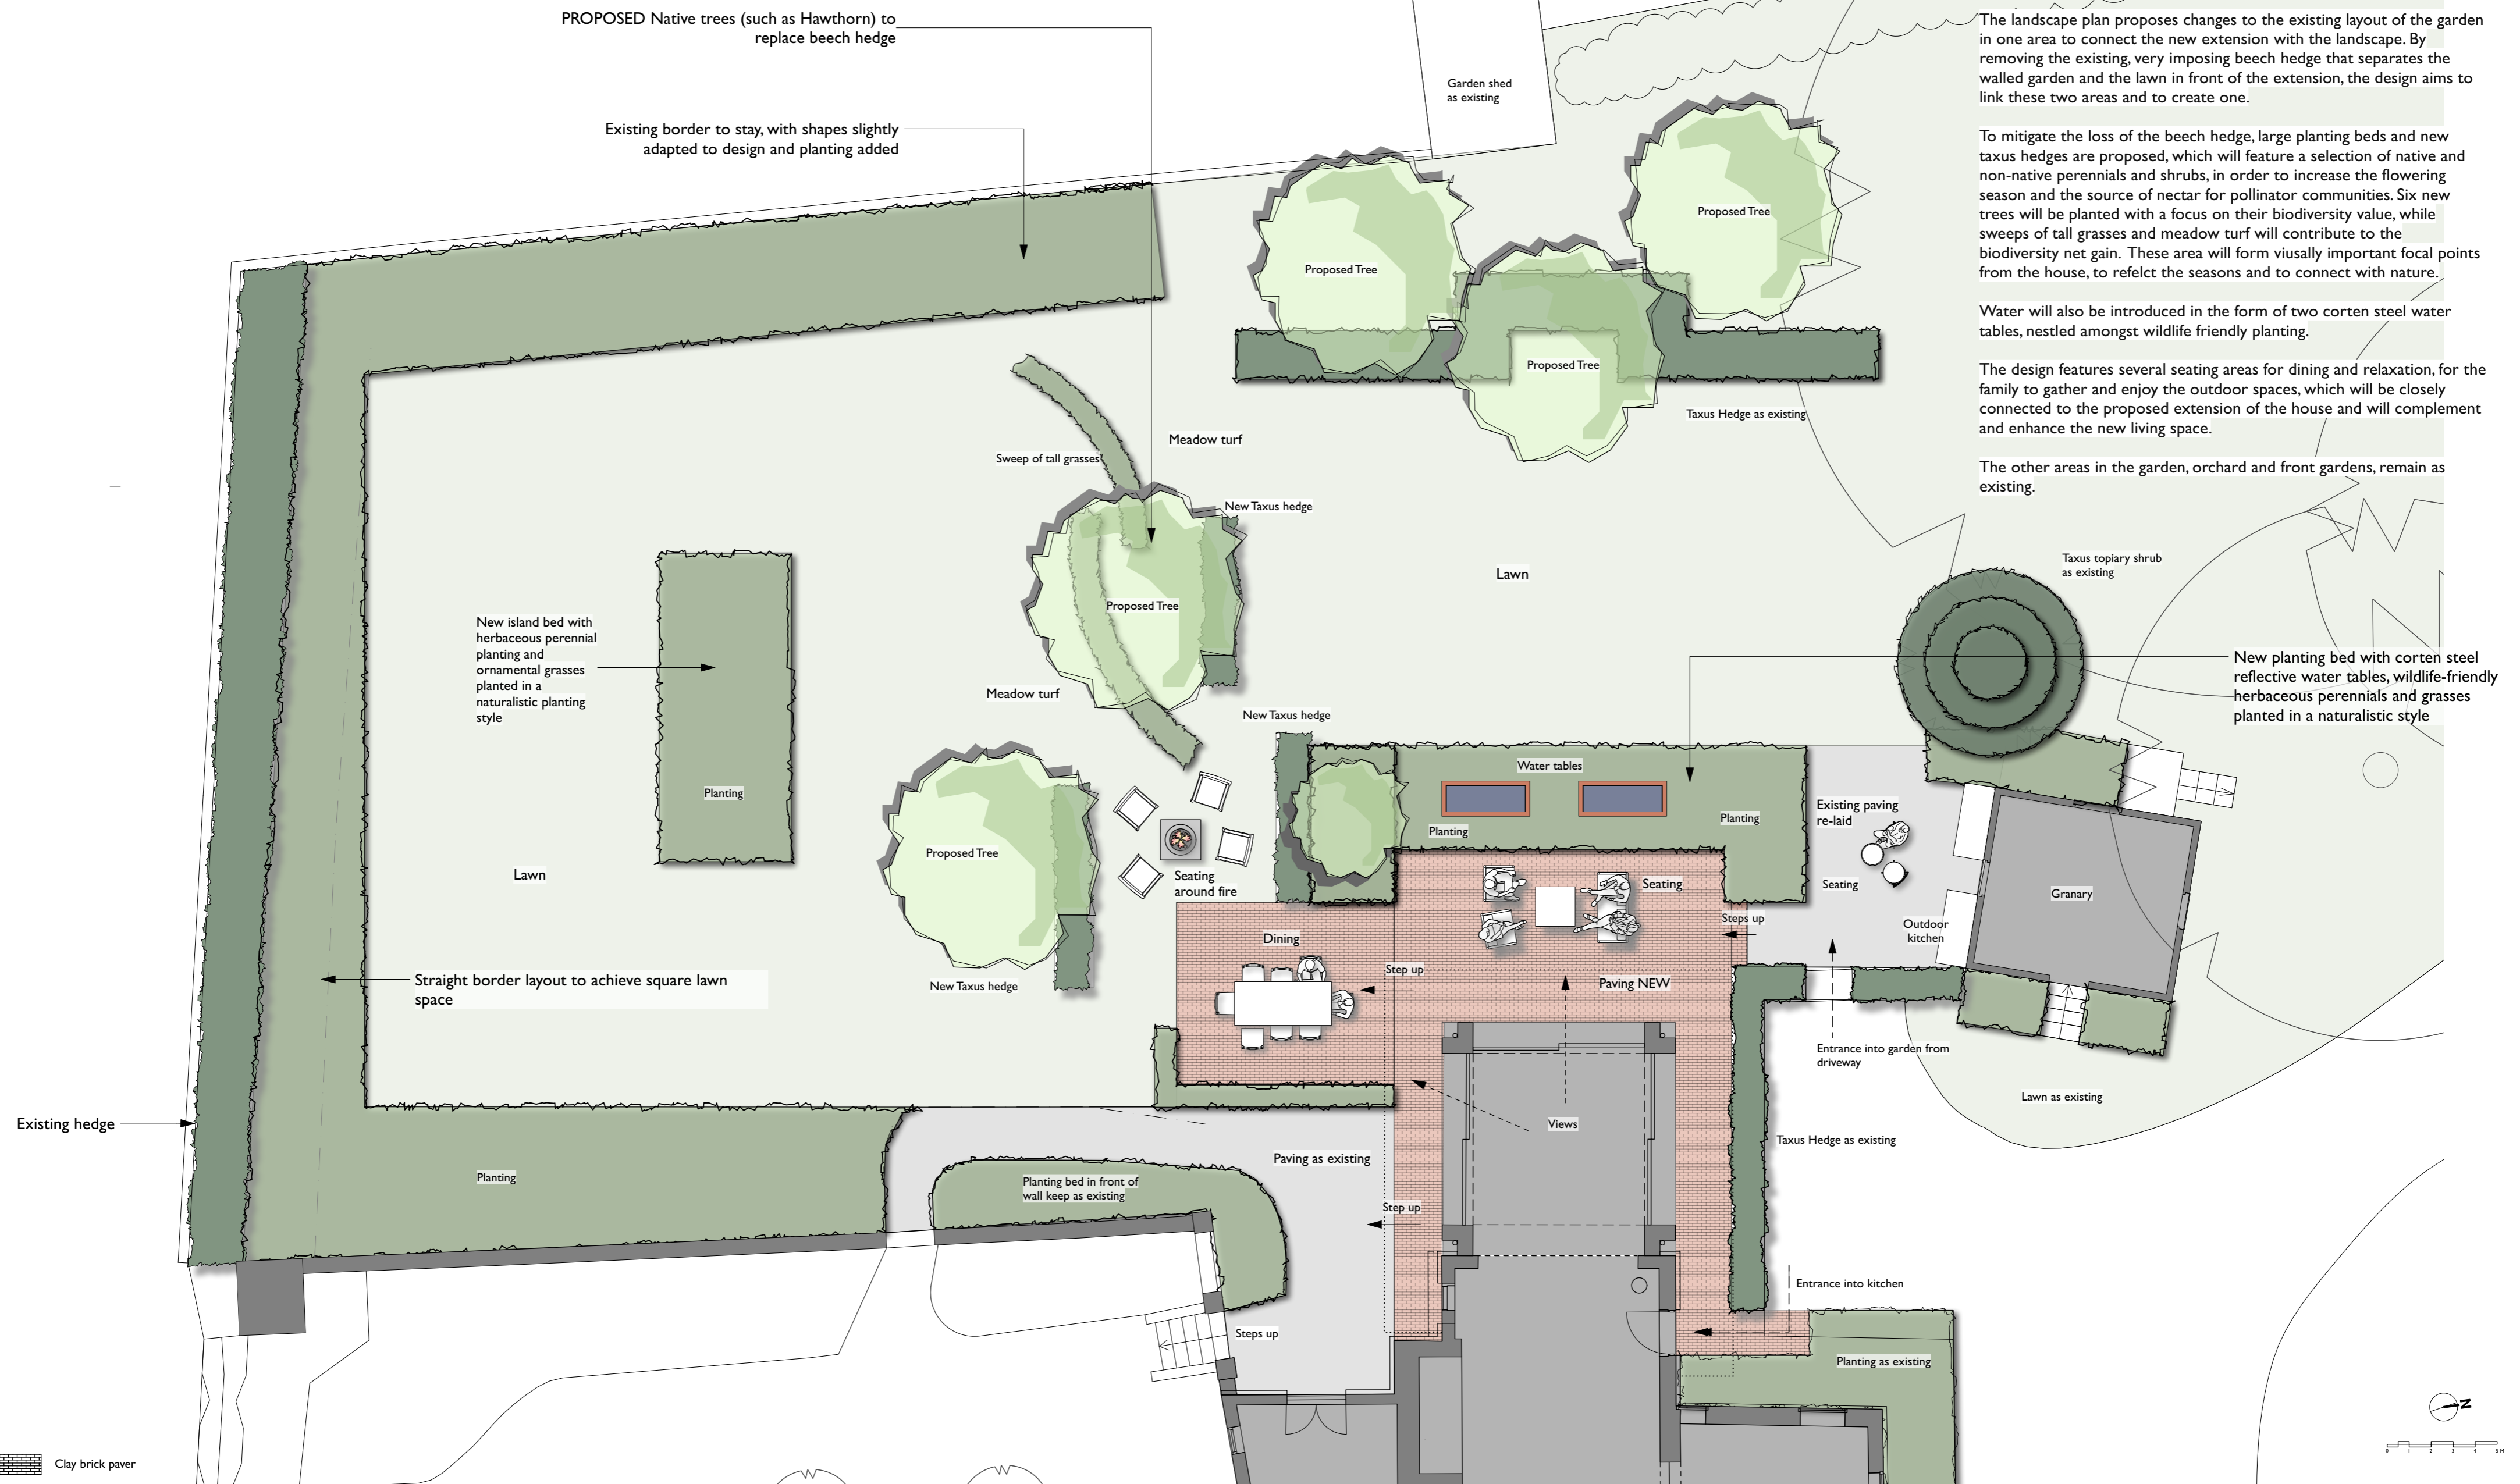 PROPOSED Native trees (such as Hawthorn) to
replace beech hedge
Existing border to stay, with shapes slightly
adapted to design and planting added
Garden shed
as existing
The landscape plan proposes changes to the existing layout of the garden
in one area to connect the new extension with the landscape. By
removing the existing, very imposing beech hedge that separates the
walled garden and the lawn in front of the extension, the design aims to
link these two areas and to create one.
To mitigate the loss of the beech hedge, large planting beds and new
taxus hedges are proposed, which will feature a selection of native and
non-native perennials and shrubs, in order to increase the flowering
season and the source of nectar for pollinator communities. Six new
trees will be planted with a focus on their biodiversity value, while
sweeps of tall grasses and meadow turf will contribute to the
biodiversity net gain. These area will form viusally important focal points
from the house, to refelct the seasons and to connect with nature.
Water will also be introduced in the form of two corten steel water
tables, nestled amongst wildlife friendly planting.
The design features several seating areas for dining and relaxation, for the
family to gather and enjoy the outdoor spaces, which will be closely
connected to the proposed extension of the house and will complement
and enhance the new living space.
The other areas in the garden, orchard and front gardens, remain as
existing.
Proposed Tree
Proposed Tree
Proposed Tree
Taxus Hedge as existing
Meadow turf
Sweep of tall grasses
New Taxus hedge
Proposed Tree
Lawn
Taxus topiary shrub
as existing
New island bed with
herbaceous perennial
planting and
ornamental grasses
planted in a
naturalistic planting
style
Meadow turf
New Taxus hedge
New planting bed with corten steel
reflective water tables, wildlife-friendly
herbaceous perennials and grasses
planted in a naturalistic style
Planting
Water tables
Planting
Planting
Existing paving
re-laid
Proposed Tree
Lawn
Seating
around fire
Seating
Seating
Granary
Steps up
Outdoor
kitchen
Dining
Step up
Paving NEW
Straight border layout to achieve square lawn
space
New Taxus hedge
Entrance into garden from
driveway
Lawn as existing
Existing hedge
Views
Taxus Hedge as existing
Paving as existing
Planting
Planting bed in front of
wall keep as existing
Step up
Entrance into kitchen
Steps up
Planting as existing
Clay brick paver
N
0 1 2 3 4 5 M